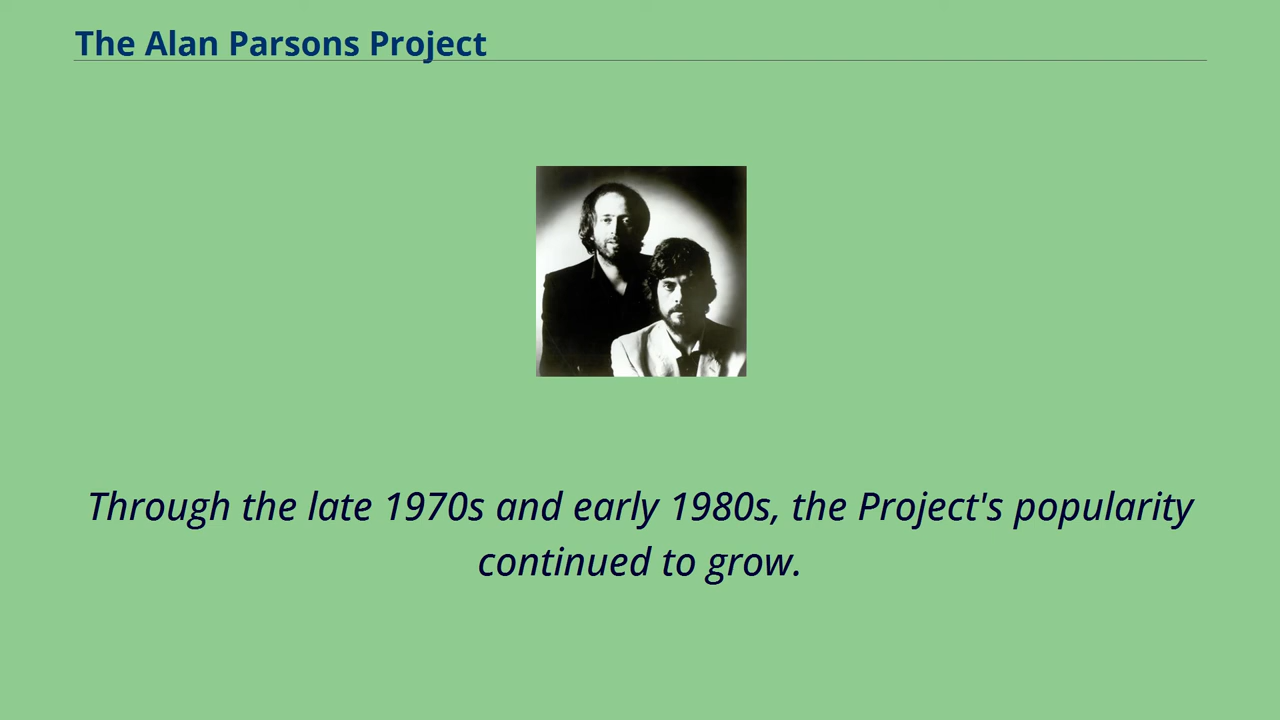 The Alan Parsons Project
Through the late 1970s and early 1980s, the Project's popularity
continued to grow.